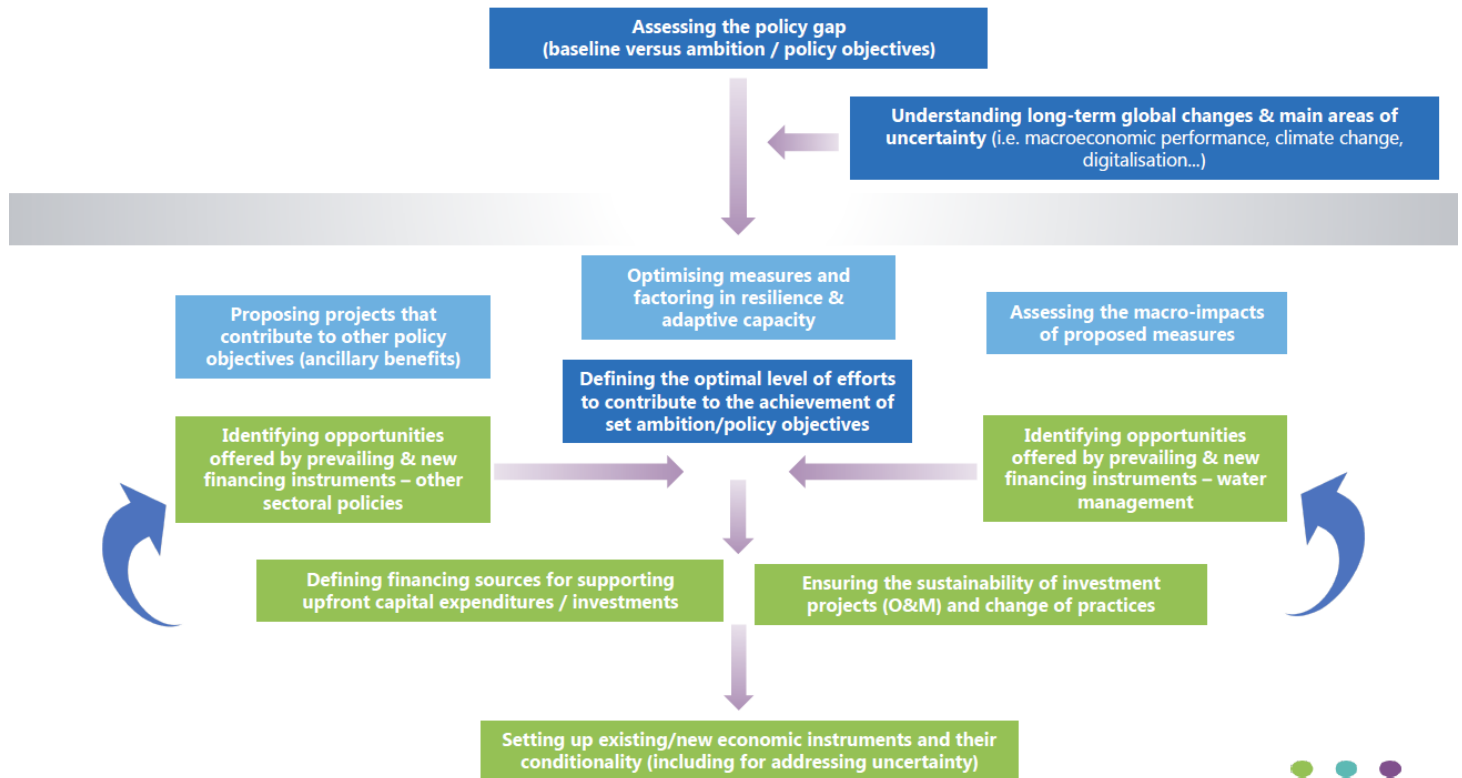 Assessing the policy gap
(baseline versus ambition / policy objectives)
Understanding long-term global changes & main areas of
uncertainty (i.e. macroeconomic performance, climate change,
digitalisation...)
Optimising measures and
factoring in resilience &
adaptive capacity
Proposing projects that
contribute to other policy
objectives (ancillary benefits)
Assessing the macro-impacts
of proposed measures
Defining the optimal level of efforts
to contribute to the achievement of
set ambition/policy objectives
Identifying opportunities
offered by prevailing & new
financing instruments – other
sectoral policies
Identifying opportunities
offered by prevailing & new
financing instruments – water
management
Defining financing sources for supporting
upfront capital expenditures / investments
Ensuring the sustainability of investment
projects (O&M) and change of practices
Setting up existing/new economic instruments and their
conditionality (including for addressing uncertainty)